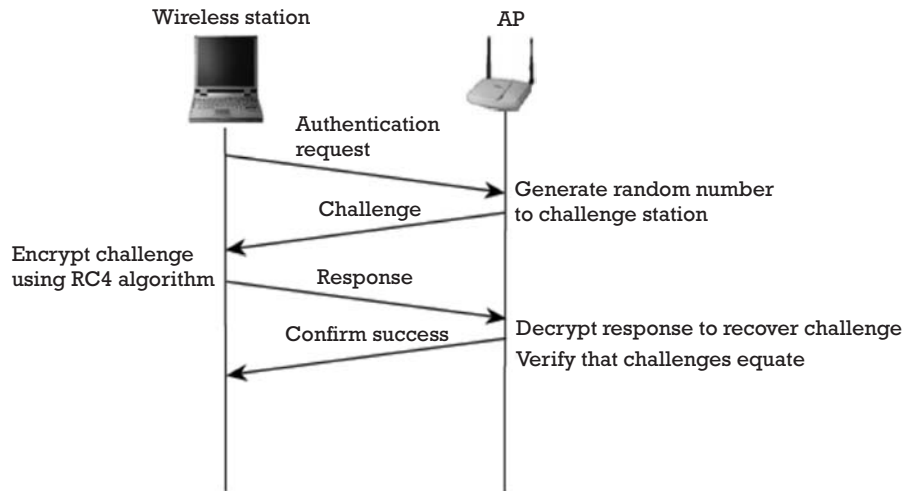 Wireless station
AP
Authentication
request
Generate random number
to challenge station
Challenge
Encrypt challenge
using RC4 algorithm
Response
Decrypt response to recover challenge
Confirm success
Verify that challenges equate